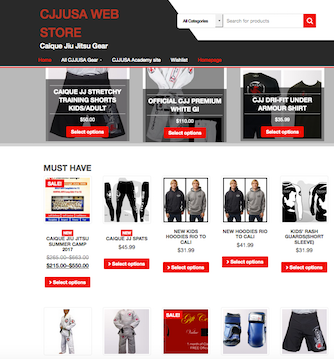 CJJUSA WEB
STORE
Caique Jiu Jitsu Gear
All Categories
Search for products
Home
All CJJUSA Gear
CJJUSA Academy site
Wishlist
Homepage
CAIQUE JJ STRETCHY
TRAINING SHORTS
KIDS/ADULT
$50.00
Select options
OFFICIAL CJJ PREMIUM
WHITE GI
$110.00
Select options
CJJ DRI-FIT UNDER
ARMOUR SHIRT
$35.99
Select options
MUST HAVE
SALE!
CAIQUE JIU JITSU
SUMMER CAMP
2017
$265.00–$663.00
$215.00–$550.00
Select options
NEW
CAIQUE JJ SPATS
$45.99
Select options
NEW KIDS
HOODIES RIO TO
CALI
$31.99
Select options
NEW HOODIES RIO
TO CALI
$41.99
Select options
NEW
KIDS' RASH
GUARDS(SHORT
SLEEVE)
$31.99
Select options
SALE!